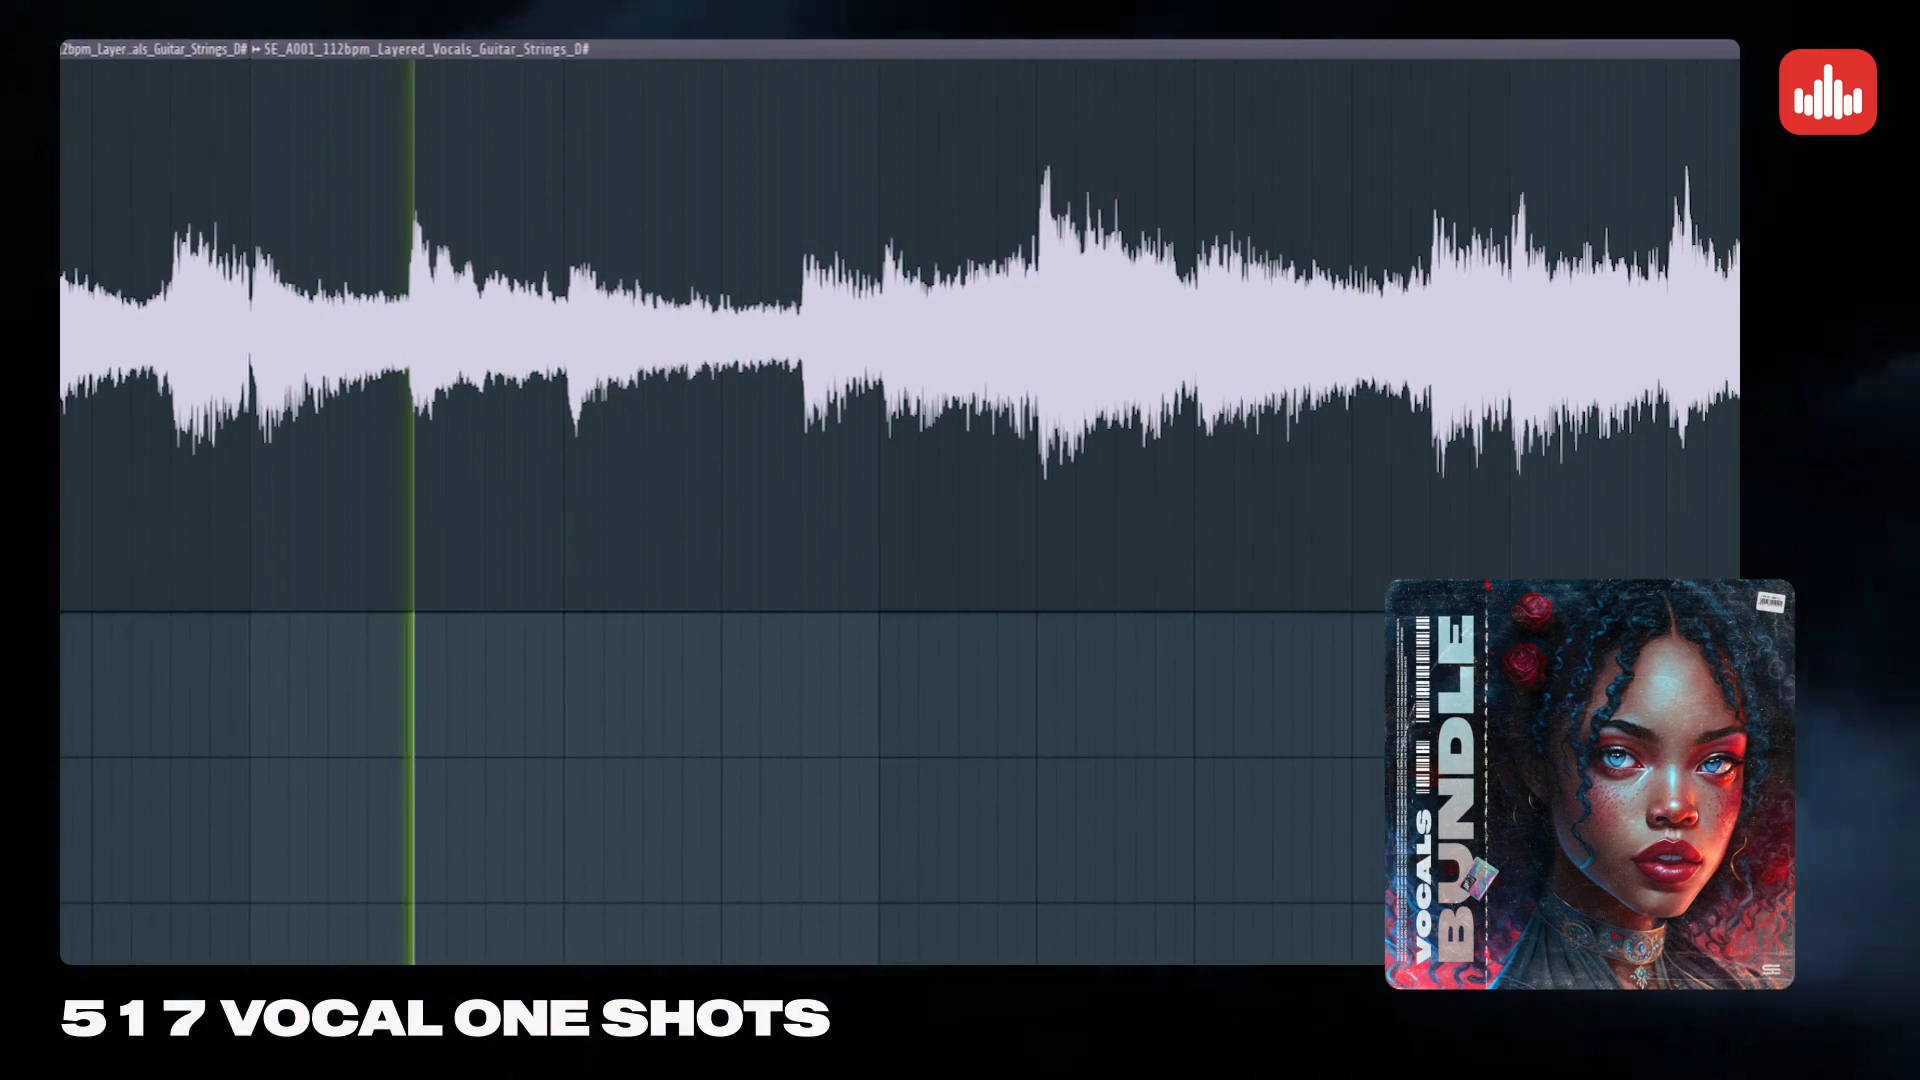 2bpm_Layer..als_Guitar_Strings_D# ↦ SE_A001_112bpm_Layered_Vocals_Guitar_Strings_D#
VOCALS
BUNDLE
517 VOCAL ONE SHOTS